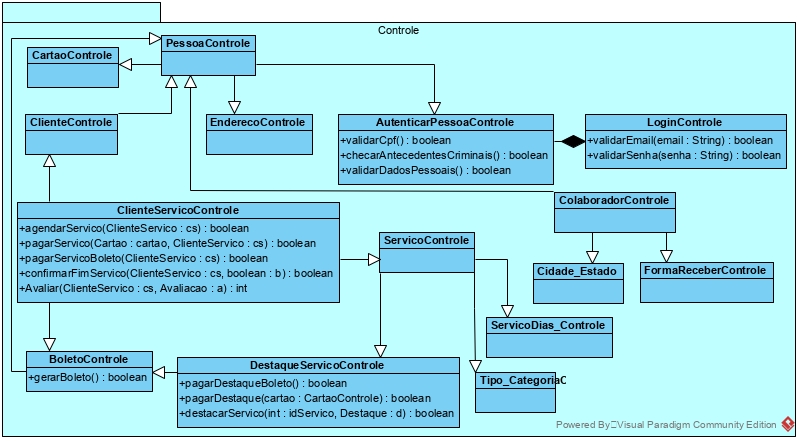 Controle
PessoaControle
CartaoControle
ClienteControle
EnderecoControle
AutenticarPessoaControle
+validarCpf() : boolean
+checarAntecedentesCriminais() : boolean
+validarDadosPessoais() : boolean
LoginControle
+validarEmail(email : String) : boolean
+validarSenha(senha : String) : boolean
ClienteServicoControle
+agendarServico(ClienteServico : cs) : boolean
+pagarServico(Cartao : cartao, ClienteServico : cs) : boolean
+pagarServicoBoleto(ClienteServico : cs) : boolean
+confirmarFimServico(ClienteServico : cs, boolean : b) : boolean
+Avaliar(ClienteServico : cs, Avaliacao : a) : int
ColaboradorControle
ServicoControle
Cidade_Estado
FormaReceberControle
ServicoDias_Controle
BoletoControle
+gerarBoleto() : boolean
DestaqueServicoControle
+pagarDestaqueBoleto() : boolean
+pagarDestaque(cartao : CartaoControle) : boolean
+destacarServico(int : idServico, Destaque : d) : boolean
Tipo_CategoriaC
Powered By Visual Paradigm Community Edition